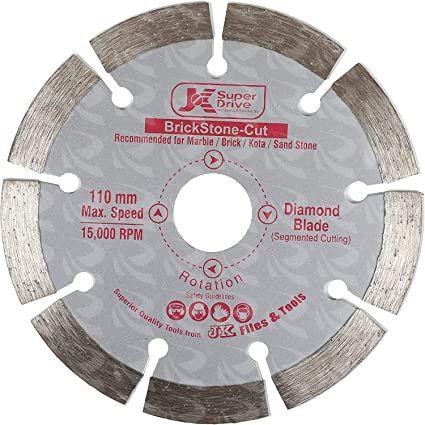 JK Super Drive
BrickStone-Cut
Recommended for Marble / Brick / Kota / Sand Stone
110 mm
Max. Speed
15,000 RPM
Diamond
Blade
(Segmented Cutting)
Rotation
Safety Guidelines
Superior Quality Tools from JK Files & Tools